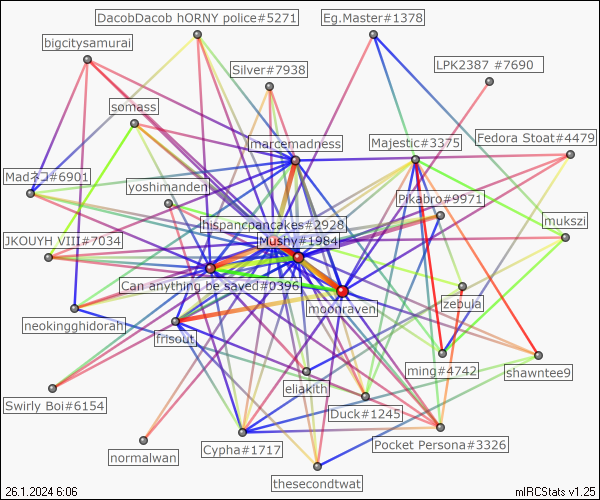 DacobDacob hORNY police#5271
Eg.Master#1378
bigcitysamurai
Silver#7938
LPK2387 #7690
somass
marcemadness
Majestic#3375
Fedora Stoat#4479
Madネコ#6901
yoshimanden
Pikabro#9971
hispancpancakes#2928
mukszi
JKOUYH VIII#7034
Mushy#1984
Can anything be saved#0396
moonraven
zebula
neokingghidorah
frisout
eliakith
ming#4742
shawntee9
Swirly Boi#6154
Duck#1245
Cypha#1717
Pocket Persona#3326
normalwan
thesecondtwat
26.1.2024 6:06
mIRCStats v1.25